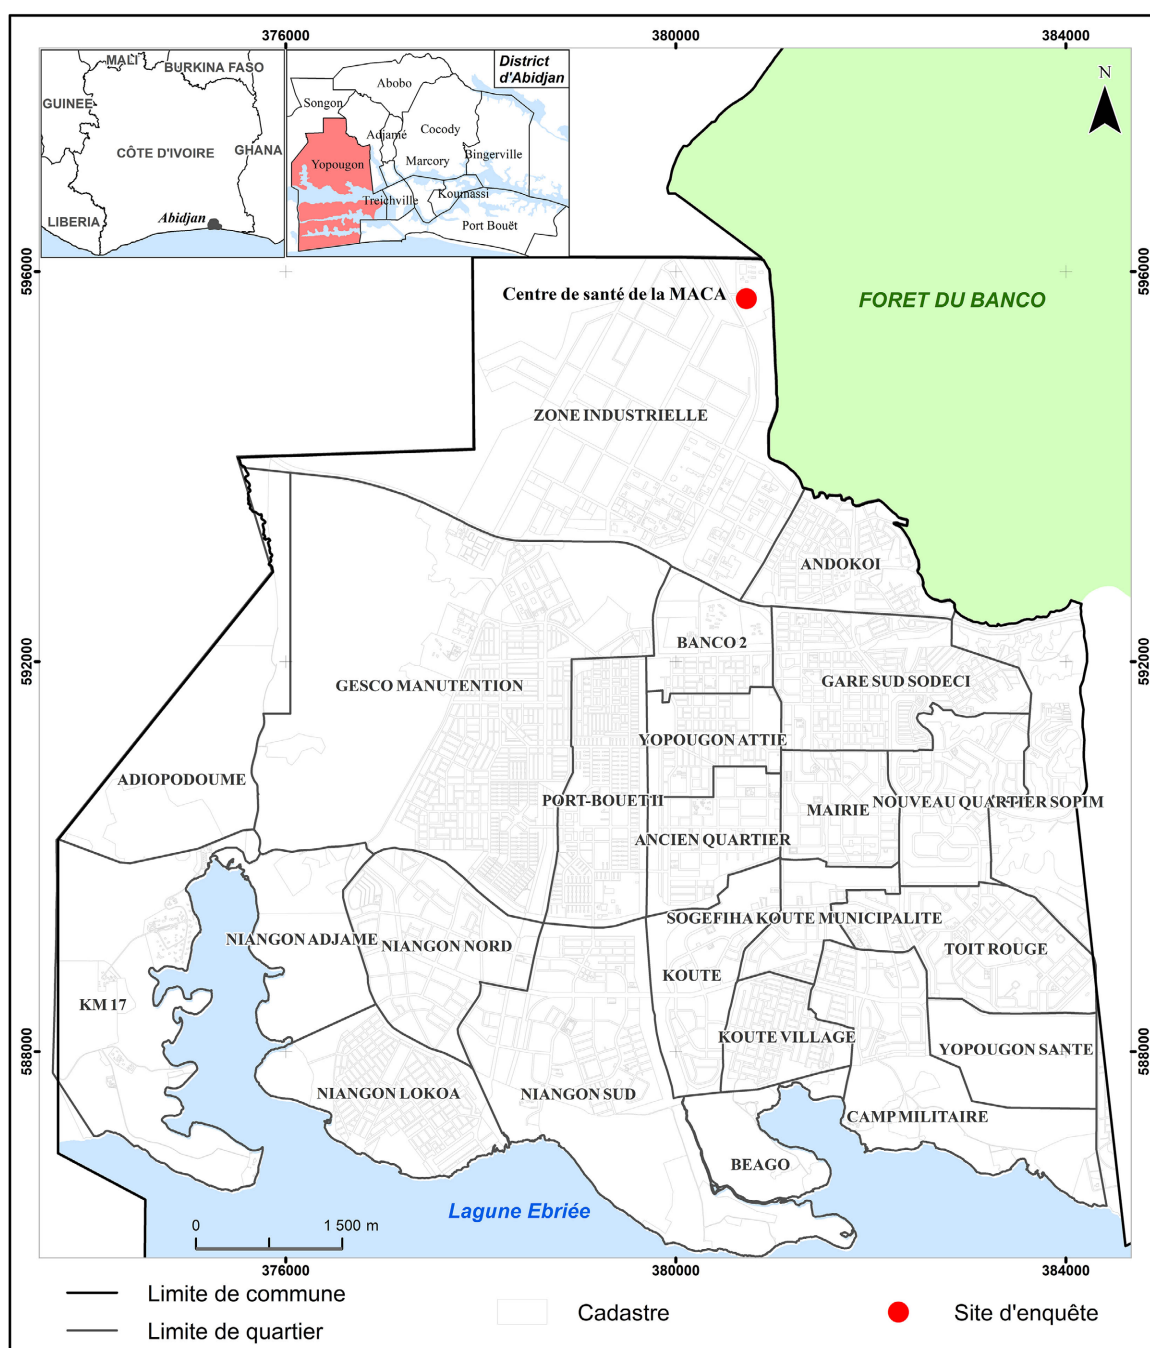 376000
380000
384000
MALI
BURKINA FASO
GUINEE
CÔTE D'IVOIRE
GHANA
LIBERIA
Abidjan
District
d'Abidjan
Abobo
Songon
Adjamé
Cocody
Yopougon
Marcory
Bingerville
Treichville
Koumassi
Port Bouët
N
596000
596000
Centre de santé de la MACA
FORET DU BANCO
ZONE INDUSTRIELLE
ANDOKOI
592000
592000
BANCO 2
GESCO MANUTENTION
GARE SUD SODECI
YOPOUGON ATTIE
ADIOPODOUME
PORT-BOUET II
MAIRIE
NOUVEAU QUARTIER SOPIM
ANCIEN QUARTIER
SOGEFIHA KOUTE MUNICIPALITE
NIANGON ADJAME
NIANGON NORD
TOIT ROUGE
KOUTE
KM 17
588000
588000
KOUTE VILLAGE
YOPOUGON SANTE
NIANGON LOKOA
NIANGON SUD
CAMP MILITAIRE
BEAGO
Lagune Ebriée
0
1 500 m
376000
380000
384000
Limite de commune
Limite de quartier
Cadastre
Site d'enquête